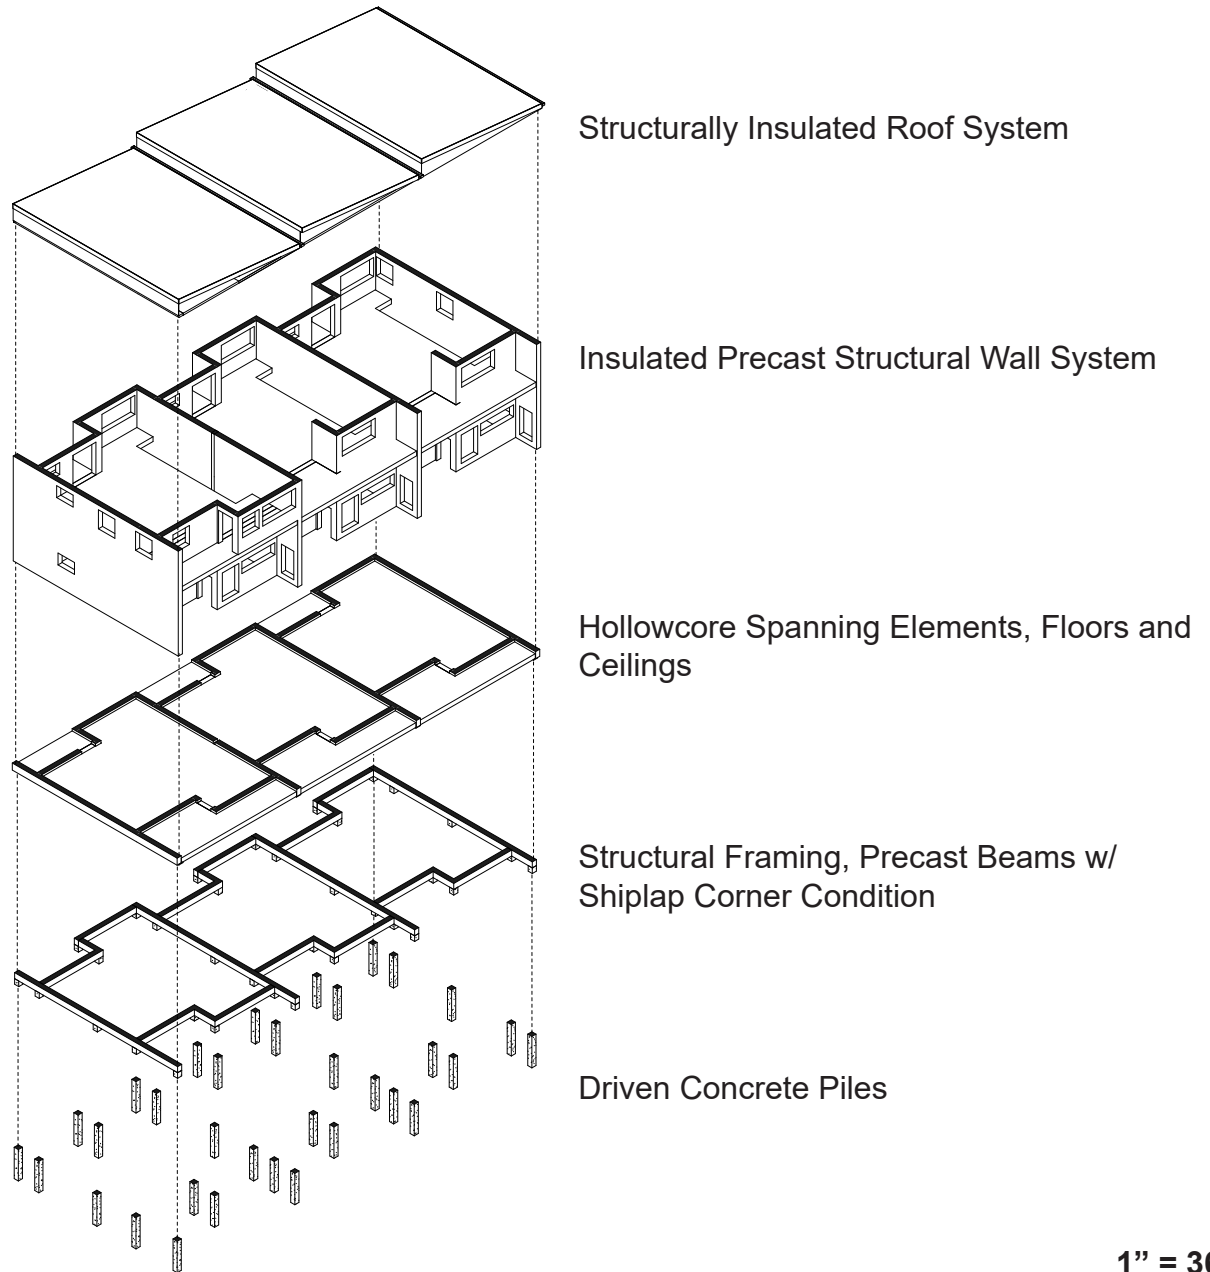 Structurally Insulated Roof System
Insulated Precast Structural Wall System
Hollowcore Spanning Elements, Floors and
Ceilings
Structural Framing, Precast Beams w/
Shiplap Corner Condition
Driven Concrete Piles
1” =